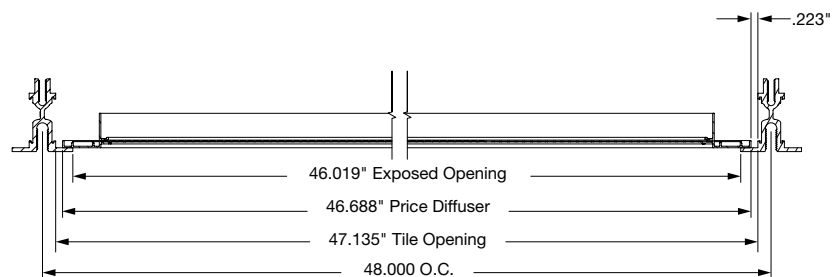 .223"
46.019" Exposed Opening
46.688" Price Diffuser
47.135" Tile Opening
48.000 O.C.